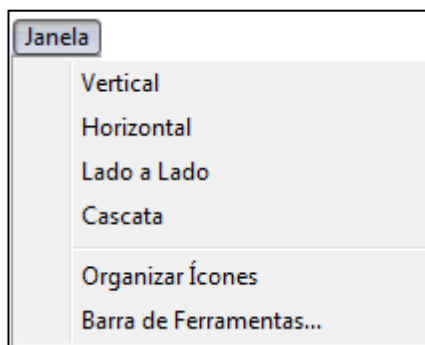 Janela
Vertical
Horizontal
Lado a Lado
Cascata
Organizar Ícones
Barra de Ferramentas...